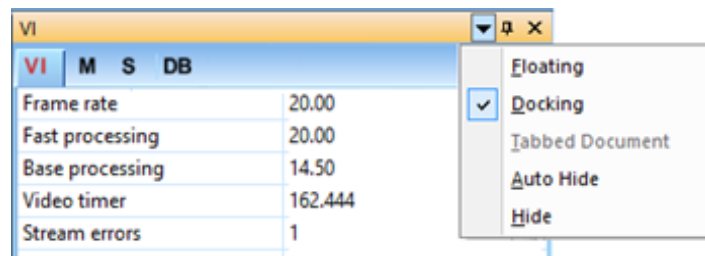 VI
VI M S DB
Frame rate 20.00
Fast processing 20.00
Base processing 14.50
Video timer 162.444
Stream errors 1
Floating
Docking
Tabbed Document
Auto Hide
Hide